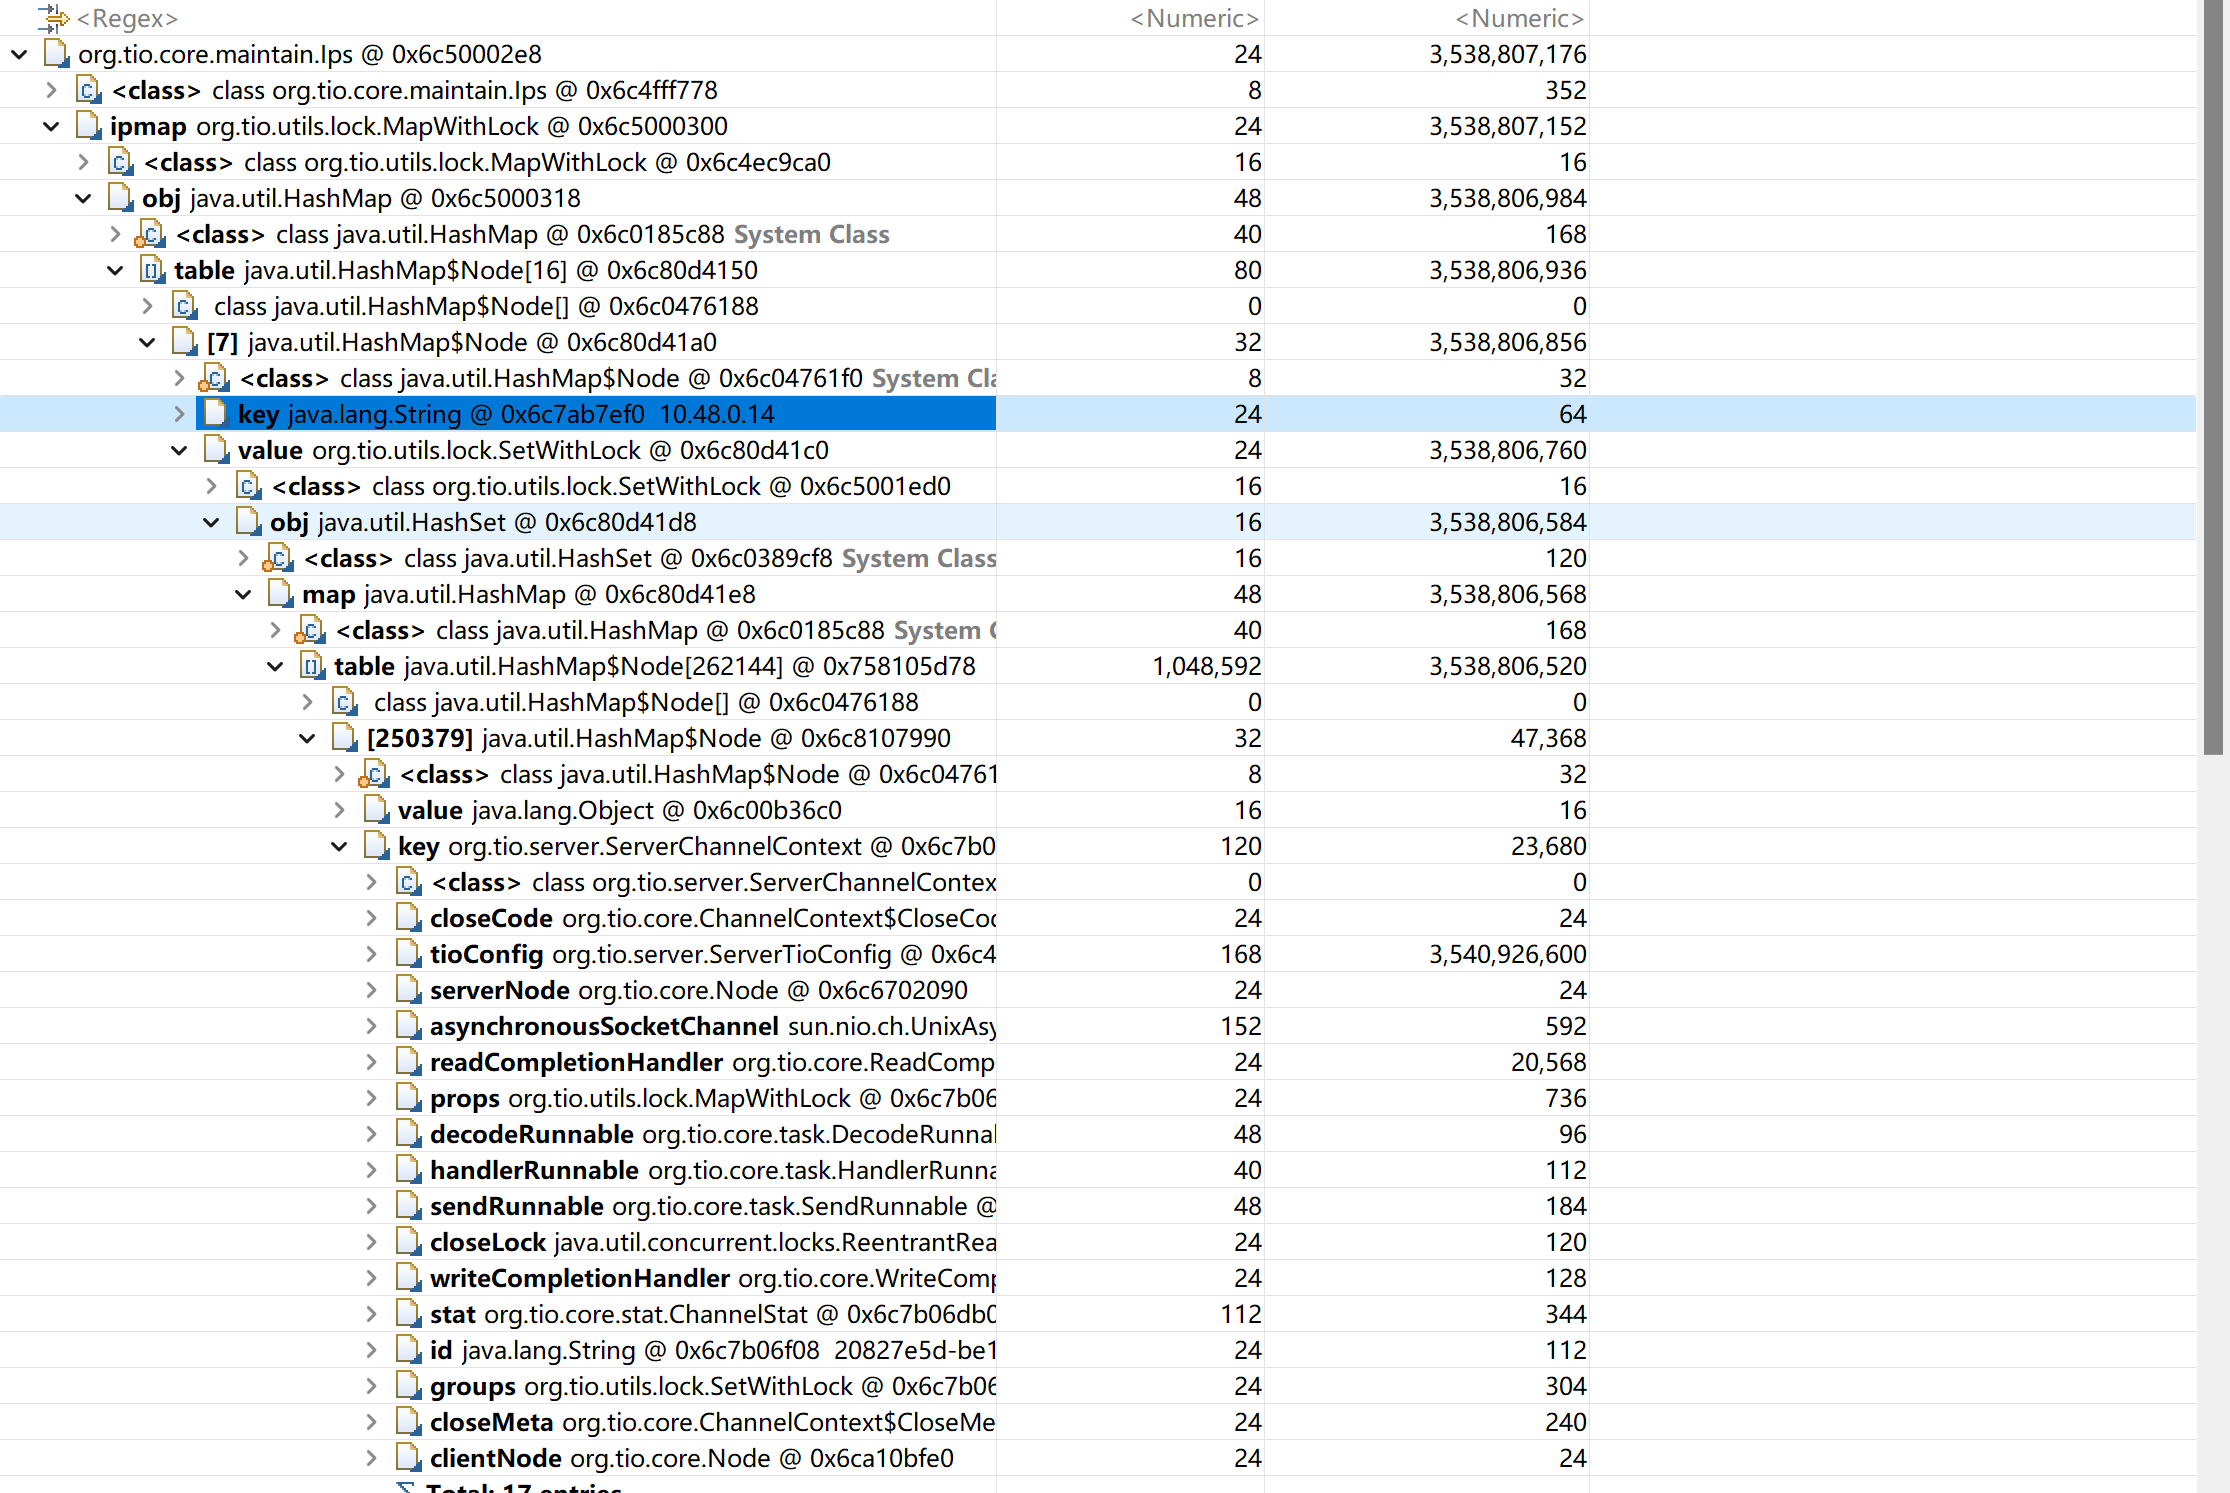 <Regex> <Numeric> <Numeric>
org.tio.core.maintain.Ips @ 0x6c50002e8 24 3,538,807,176
<class> class org.tio.core.maintain.Ips @ 0x6c4fff778 8 352
ipmap org.tio.utils.lock.MapWithLock @ 0x6c5000300 24 3,538,807,152
<class> class org.tio.utils.lock.MapWithLock @ 0x6c4ec9ca0 16 16
obj java.util.HashMap @ 0x6c5000318 48 3,538,806,984
<class> class java.util.HashMap @ 0x6c0185c88 System Class 40 168
table java.util.HashMap$Node[16] @ 0x6c80d4150 80 3,538,806,936
class java.util.HashMap$Node[] @ 0x6c0476188 0 0
[7] java.util.HashMap$Node @ 0x6c80d41a0 32 3,538,806,856
<class> class java.util.HashMap$Node @ 0x6c04761f0 System Cla 8 32
key java.lang.String @ 0x6c7ab7ef0 10.48.0.14 24 64
value org.tio.utils.lock.SetWithLock @ 0x6c80d41c0 24 3,538,806,760
<class> class org.tio.utils.lock.SetWithLock @ 0x6c5001ed0 16 16
obj java.util.HashSet @ 0x6c80d41d8 16 3,538,806,584
<class> class java.util.HashSet @ 0x6c0389cf8 System Class 16 120
map java.util.HashMap @ 0x6c80d41e8 48 3,538,806,568
<class> class java.util.HashMap @ 0x6c0185c88 System C 40 168
table java.util.HashMap$Node[262144] @ 0x758105d78 1,048,592 3,538,806,520
class java.util.HashMap$Node[] @ 0x6c0476188 0 0
[250379] java.util.HashMap$Node @ 0x6c8107990 32 47,368
<class> class java.util.HashMap$Node @ 0x6c04761 8 32
value java.lang.Object @ 0x6c00b36c0 16 16
key org.tio.server.ServerChannelContext @ 0x6c7b0 120 23,680
<class> class org.tio.server.ServerChannelContex 0 0
closeCode org.tio.core.ChannelContext$CloseCoc 24 24
tioConfig org.tio.server.ServerTioConfig @ 0x6c4 168 3,540,926,600
serverNode org.tio.core.Node @ 0x6c6702090 24 24
asynchronousSocketChannel sun.nio.ch.UnixAsy 152 592
readCompletionHandler org.tio.core.ReadComp 24 20,568
props org.tio.utils.lock.MapWithLock @ 0x6c7b06 24 736
decodeRunnable org.tio.core.task.DecodeRunnal 48 96
handlerRunnable org.tio.core.task.HandlerRunna 40 112
sendRunnable org.tio.core.task.SendRunnable @ 48 184
closeLock java.util.concurrent.locks.ReentrantRea 24 120
writeCompletionHandler org.tio.core.WriteComp 24 128
stat org.tio.core.stat.ChannelStat @ 0x6c7b06db0 112 344
id java.lang.String @ 0x6c7b06f08 20827e5d-be1 24 112
groups org.tio.utils.lock.SetWithLock @ 0x6c7b06 24 304
closeMeta org.tio.core.ChannelContext$CloseMe 24 240
clientNode org.tio.core.Node @ 0x6ca10bfe0 24 24
Total: 17 entries